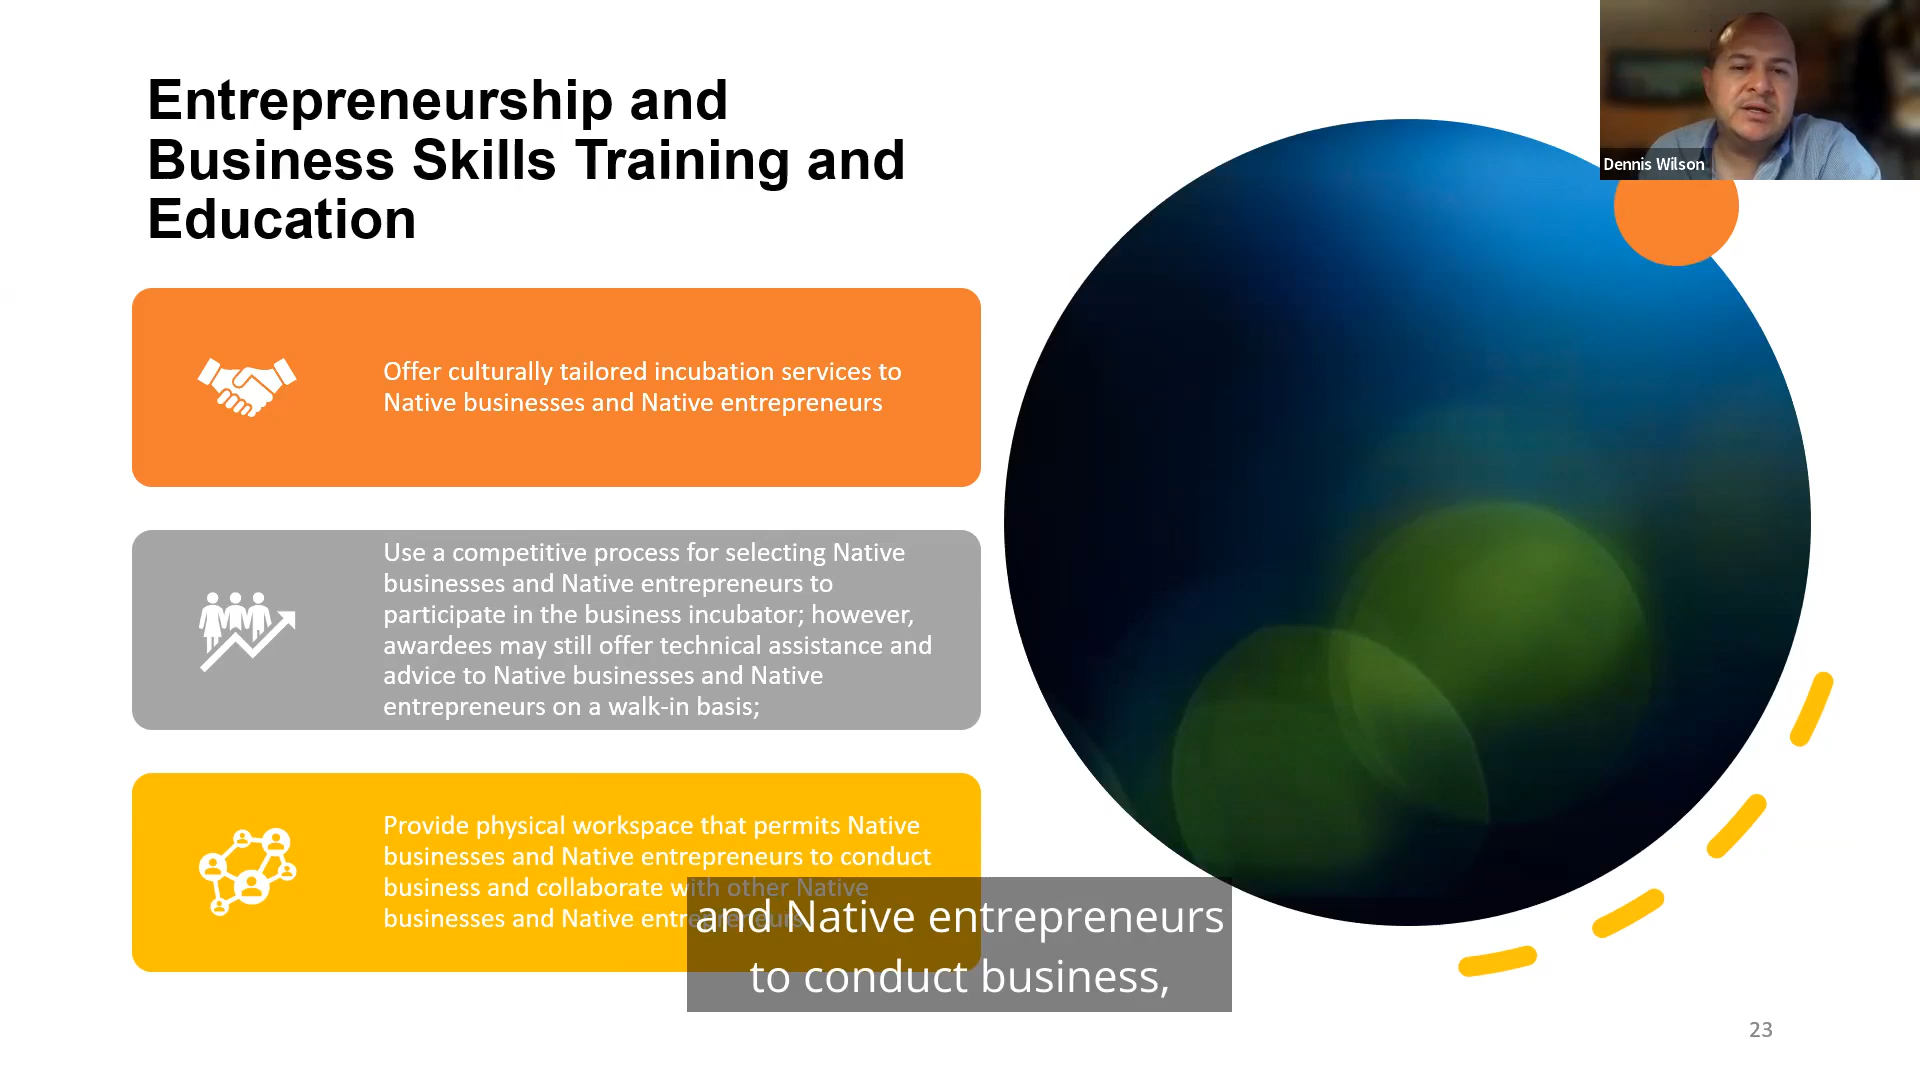 Entrepreneurship and
Business Skills Training and
Education
Dennis Wilson
Offer culturally tailored incubation services to
Native businesses and Native entrepreneurs
Use a competitive process for selecting Native
businesses and Native entrepreneurs to
participate in the business incubator; however,
awardees may still offer technical assistance and
advice to Native businesses and Native
entrepreneurs on a walk-in basis;
Provide physical workspace that permits Native
businesses and Native entrepreneurs to conduct
business and collaborate with other Native
businesses and Native entrepreneurs
and Native entrepreneurs
to conduct business,
23